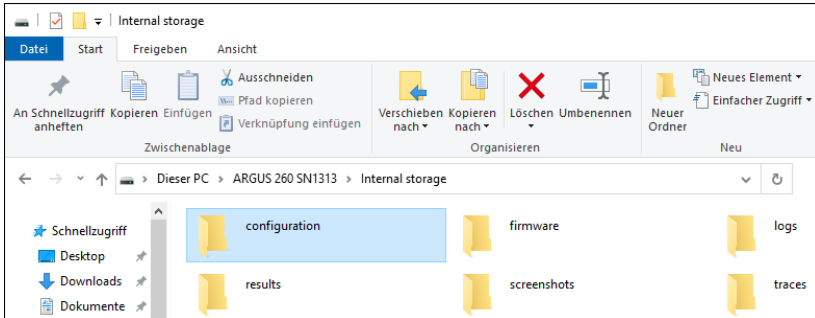 Internal storage
Datei Start Freigeben Ansicht
An Schnellzugriff anheften
Kopieren
Einfügen
Ausschneiden
Pfad kopieren
Verknüpfung einfügen
Zwischenablage
Verschieben nach
Kopieren nach
Löschen
Umbenennen
Organisieren
Neuer Ordner
Neues Element
Einfacher Zugriff
Neu
Dieser PC > ARGUS 260 SN1313 > Internal storage
Schnellzugriff
Desktop
Downloads
Dokumente
configuration firmware logs
results screenshots traces